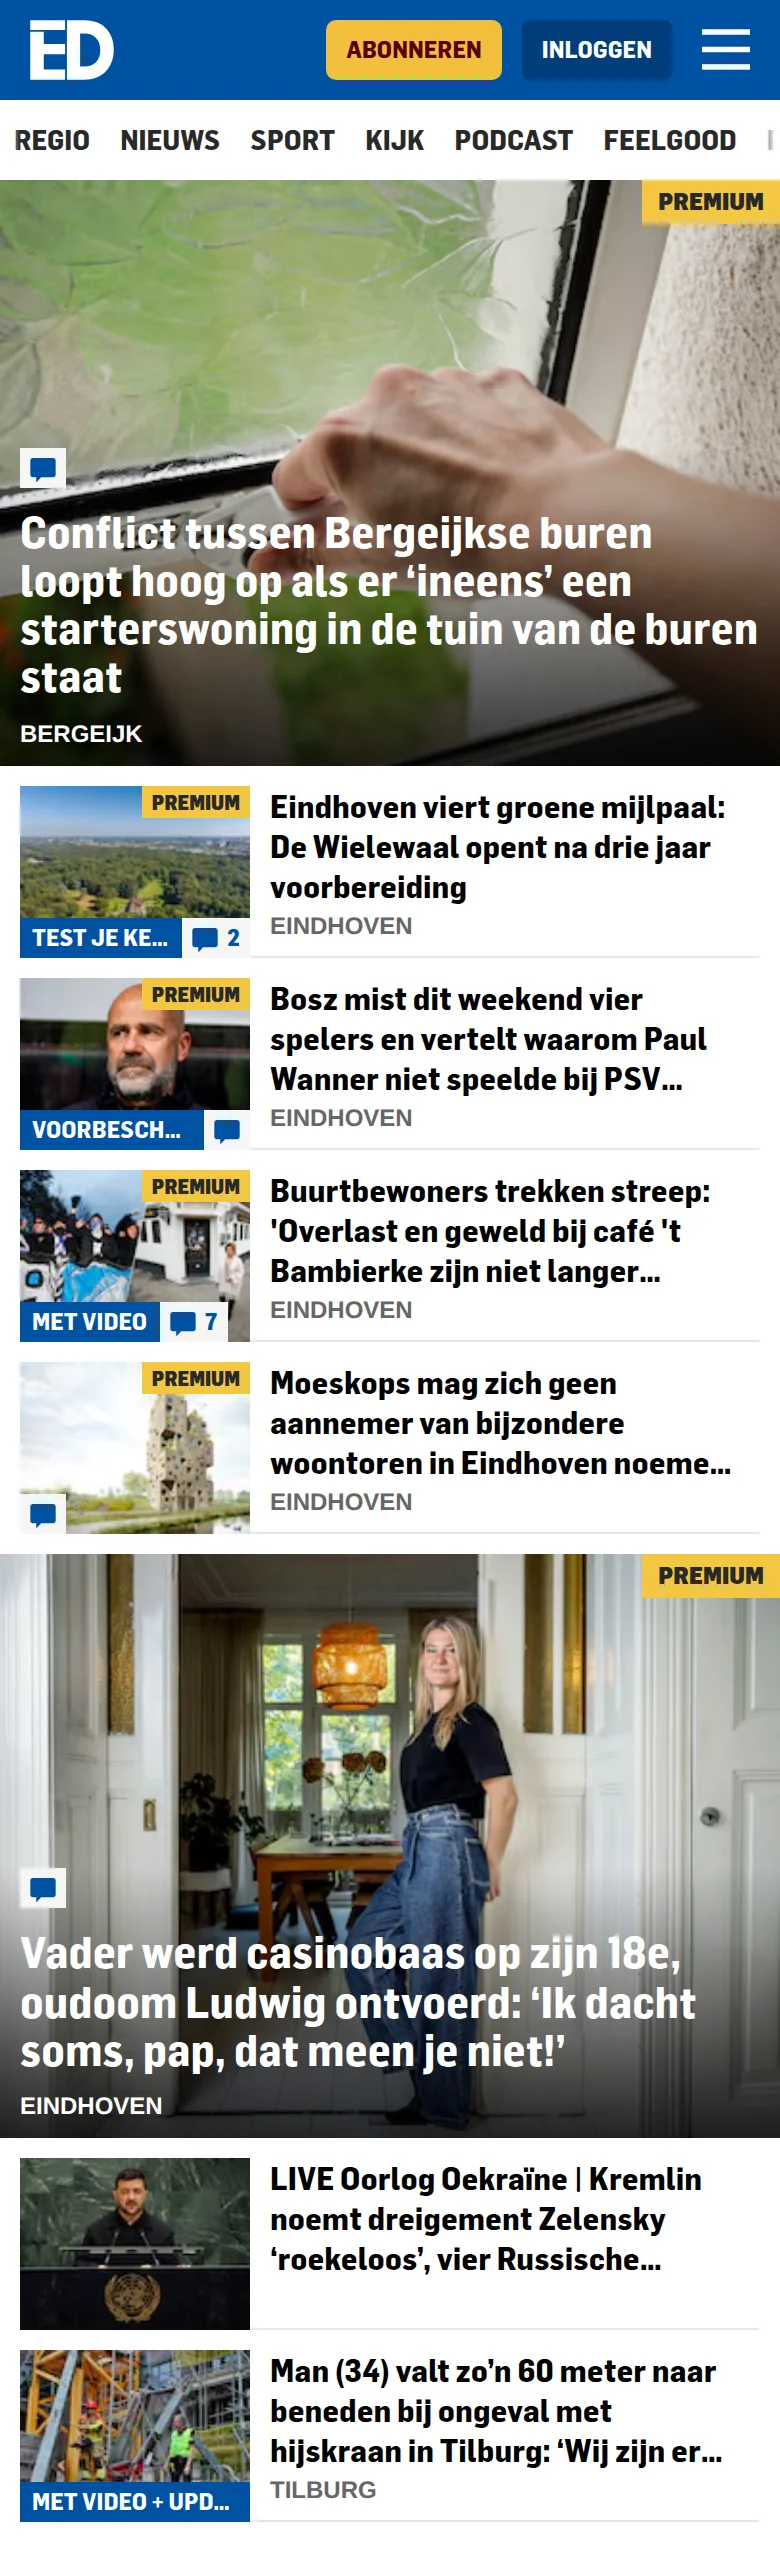 ED
ABONNEREN
INLOGGEN
REGIO NIEUWS SPORT KIJK PODCAST FEELGOOD
PREMIUM
Conflict tussen Bergeijkse buren
loopt hoog op als er ‘ineens’ een
starterswoning in de tuin van de buren
staat
BERGEIJK
PREMIUM
TEST JE KE...
2
Eindhoven viert groene mijlpaal:
De Wielewaal opent na drie jaar
voorbereiding
EINDHOVEN
PREMIUM
VOORBESCH...
Bosz mist dit weekend vier
spelers en vertelt waarom Paul
Wanner niet speelde bij PSV...
EINDHOVEN
PREMIUM
MET VIDEO
7
Buurtbewoners trekken streep:
'Overlast en geweld bij café 't
Bambierke zijn niet langer...
EINDHOVEN
PREMIUM
Moeskops mag zich geen
aannemer van bijzondere
woontoren in Eindhoven noeme...
EINDHOVEN
PREMIUM
Vader werd casinobaas op zijn 18e,
oudoom Ludwig ontvoerd: ‘Ik dacht
soms, pap, dat meen je niet!’
EINDHOVEN
LIVE Oorlog Oekraïne | Kremlin
noemt dreigement Zelensky
‘roekeloos’, vier Russische...
MET VIDEO + UPD...
Man (34) valt zo’n 60 meter naar
beneden bij ongeval met
hijskraan in Tilburg: ‘Wij zijn er...
TILBURG